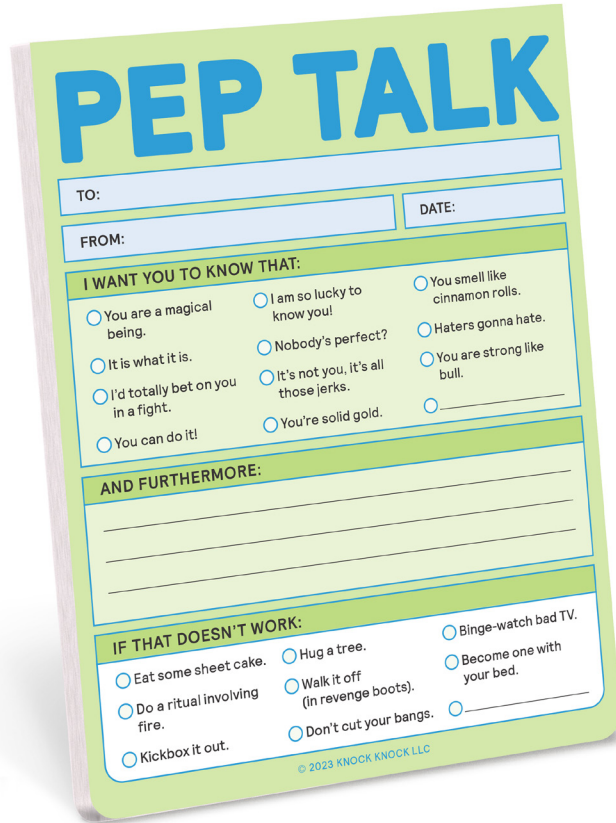 PEP TALK
TO:
FROM:
DATE:
I WANT YOU TO KNOW THAT:
You are a magical
being.
It is what it is.
I'd totally bet on you
in a fight.
You can do it!
I am so lucky to
know you!
Nobody's perfect?
It's not you, it's all
those jerks.
You're solid gold.
You smell like
cinnamon rolls.
Haters gonna hate.
You are strong like
bull.
AND FURTHERMORE:
IF THAT DOESN'T WORK:
Eat some sheet cake.
Do a ritual involving
fire.
Kickbox it out.
Hug a tree.
Walk it off
(in revenge boots).
Don't cut your bangs.
Binge-watch bad TV.
Become one with
your bed.
© 2023 KNOCK KNOCK LLC